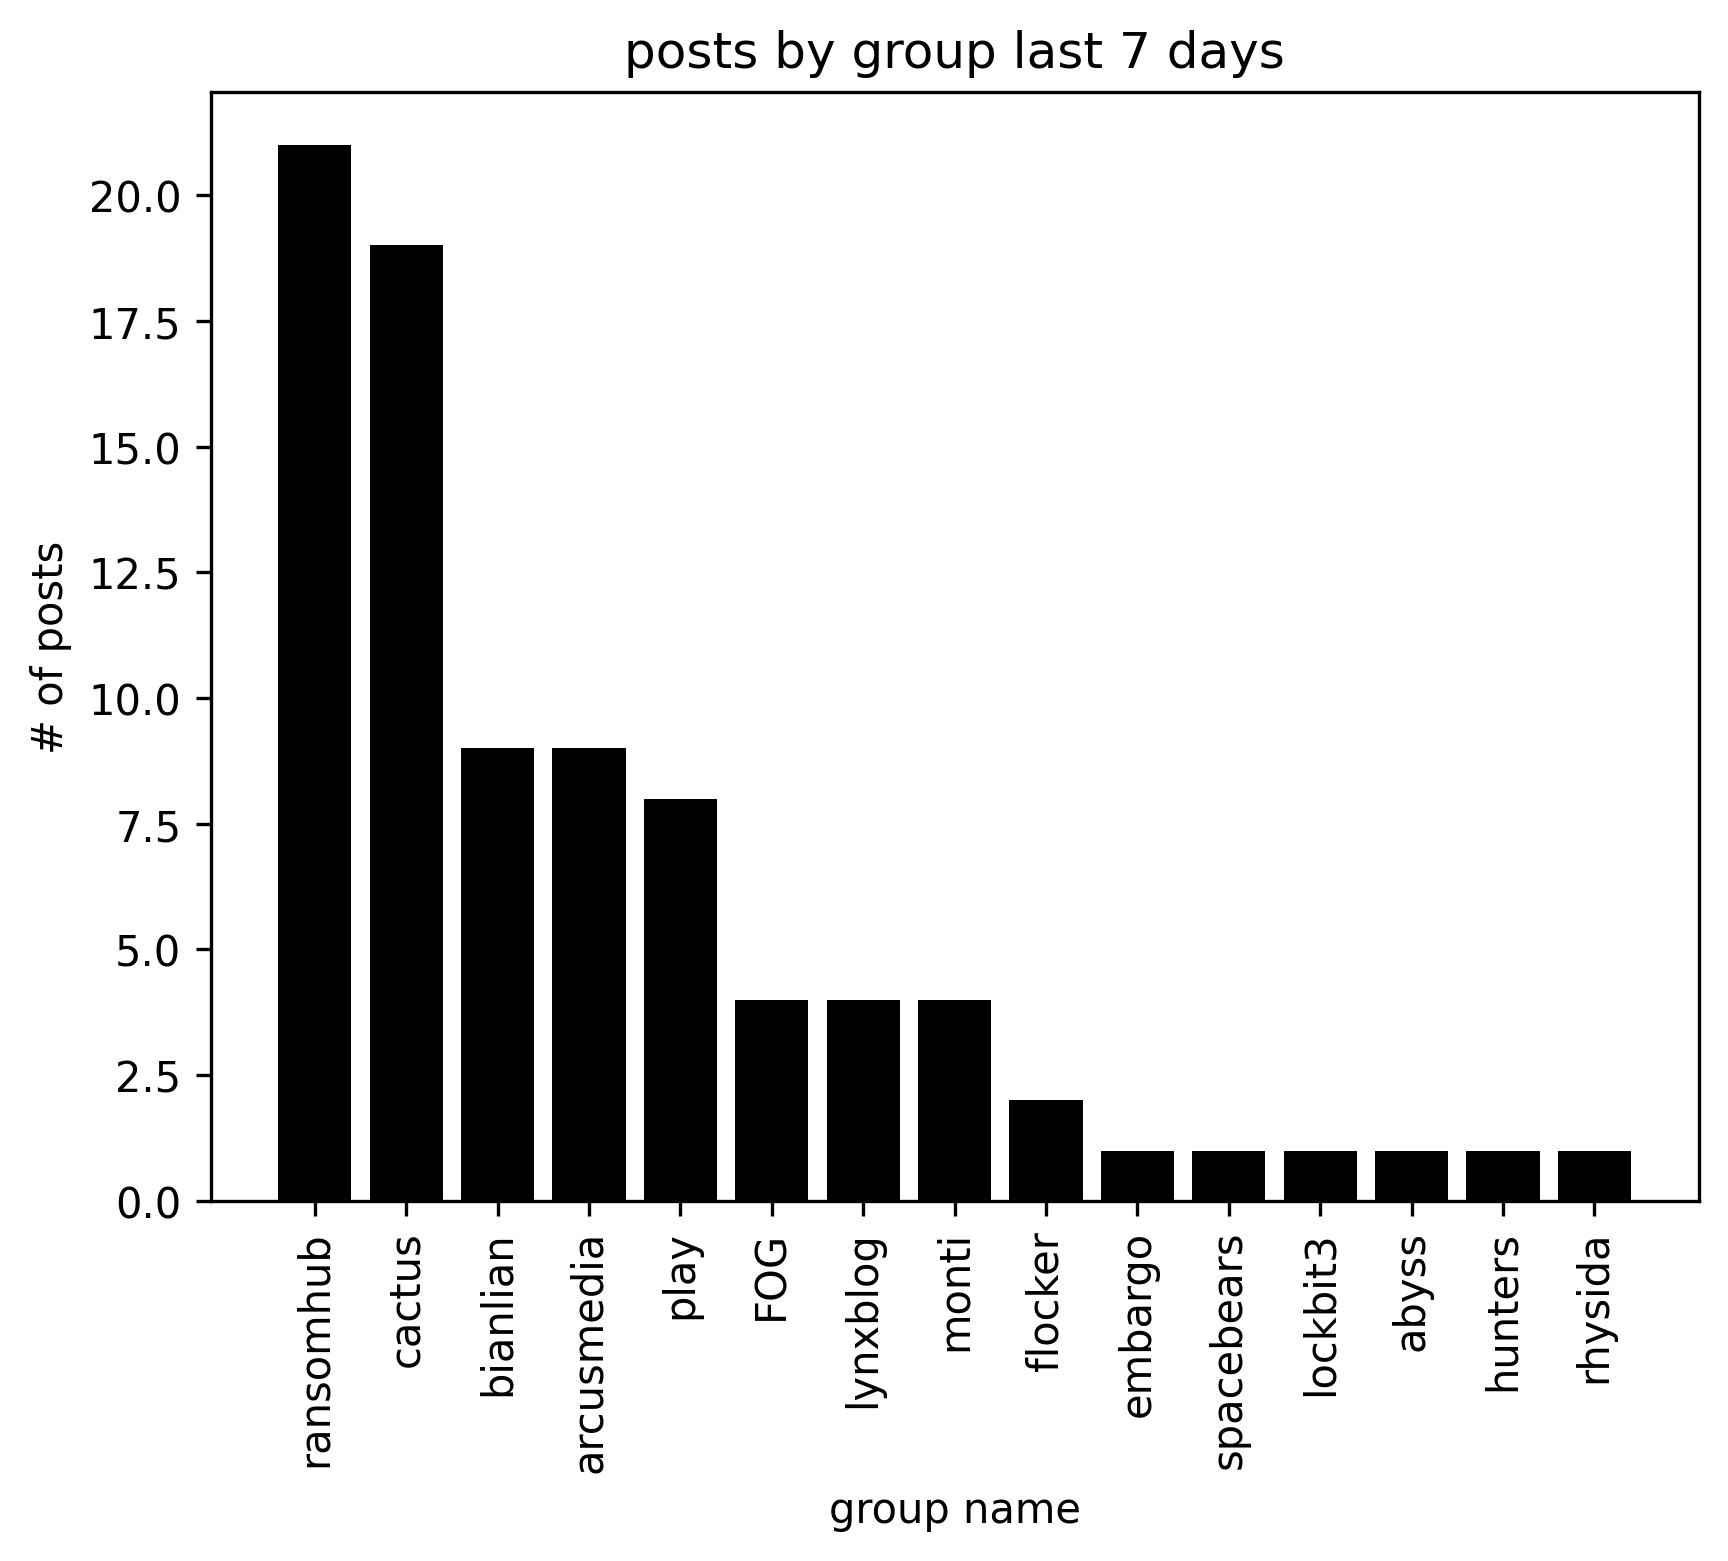 posts by group last 7 days
# of posts
20.0
17.5
15.0
12.5
10.0
7.5
5.0
2.5
0.0
ransomhub
cactus
bianlian
arcusmedia
play
FOG
lynxblog
monti
flocker
embargo
spacebears
lockbit3
abyss
hunters
rhysida
group name